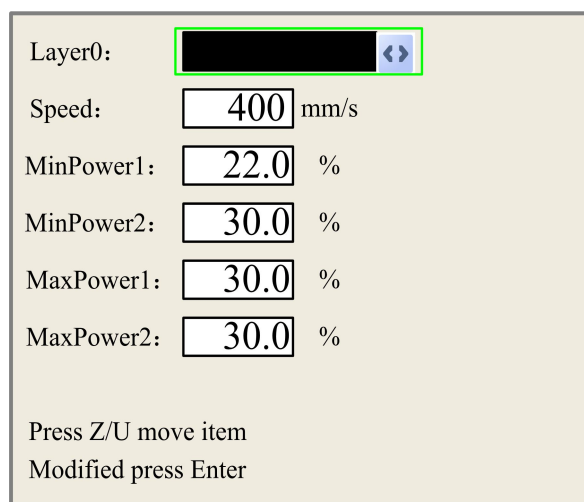 Layer0:
Speed: 400 mm/s
MinPower1: 22.0 %
MinPower2: 30.0 %
MaxPower1: 30.0 %
MaxPower2: 30.0 %
Press Z/U move item
Modified press Enter